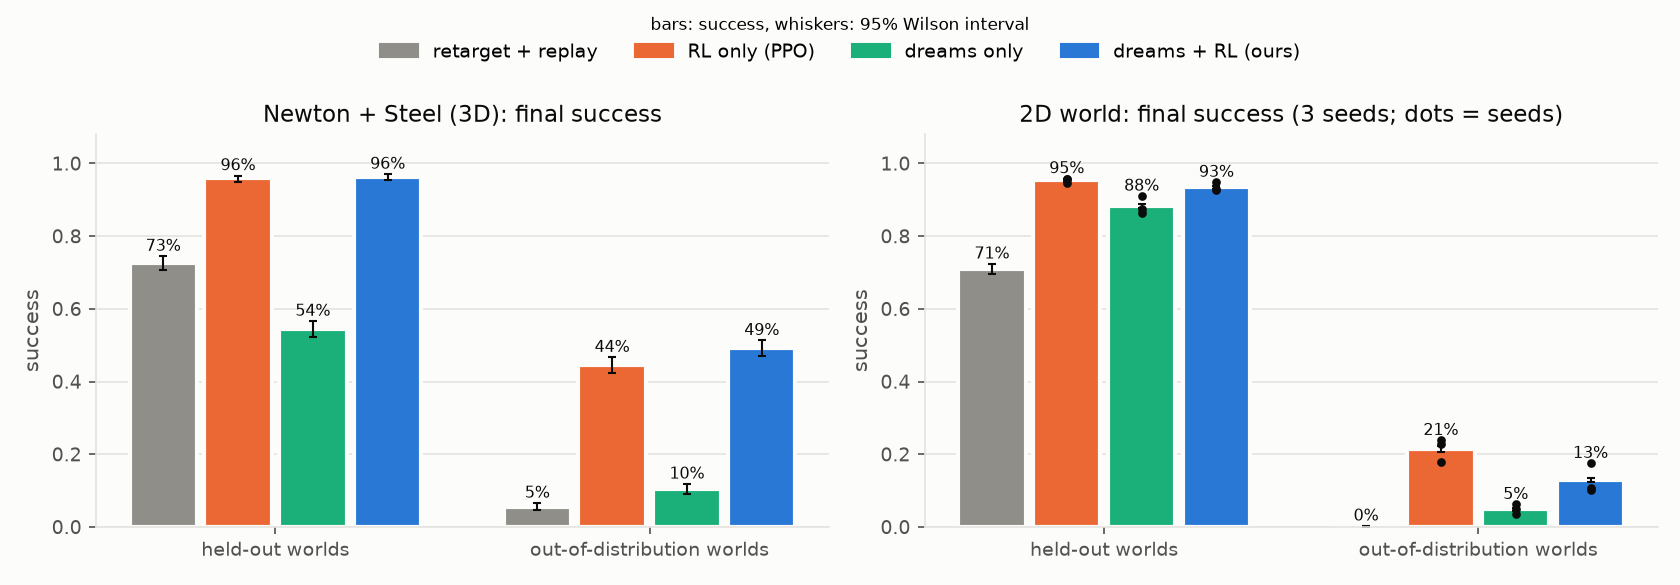 bars: success, whiskers: 95% Wilson interval
retarget + replay
RL only (PPO)
dreams only
dreams + RL (ours)
Newton + Steel (3D): final success
success
1.0
0.8
0.6
0.4
0.2
0.0
73%
96%
54%
96%
5%
44%
10%
49%
held-out worlds
out-of-distribution worlds
2D world: final success (3 seeds; dots = seeds)
success
1.0
0.8
0.6
0.4
0.2
0.0
71%
95%
88%
93%
0%
21%
5%
13%
held-out worlds
out-of-distribution worlds